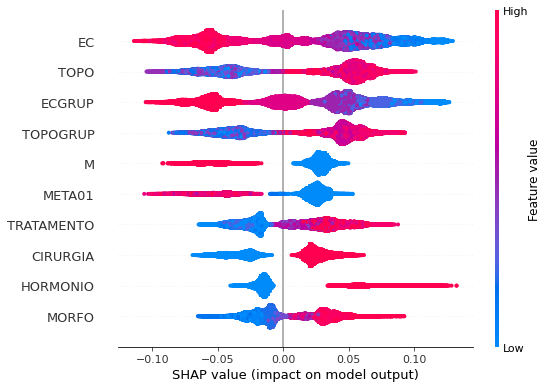 High
EC
TOPO
ECGRUP
TOPOGRUP
M
META01
TRATAMENTO
CIRURGIA
HORMONIO
MORFO
Feature value
Low
−0.10 −0.05 0.00 0.05 0.10
SHAP value (impact on model output)